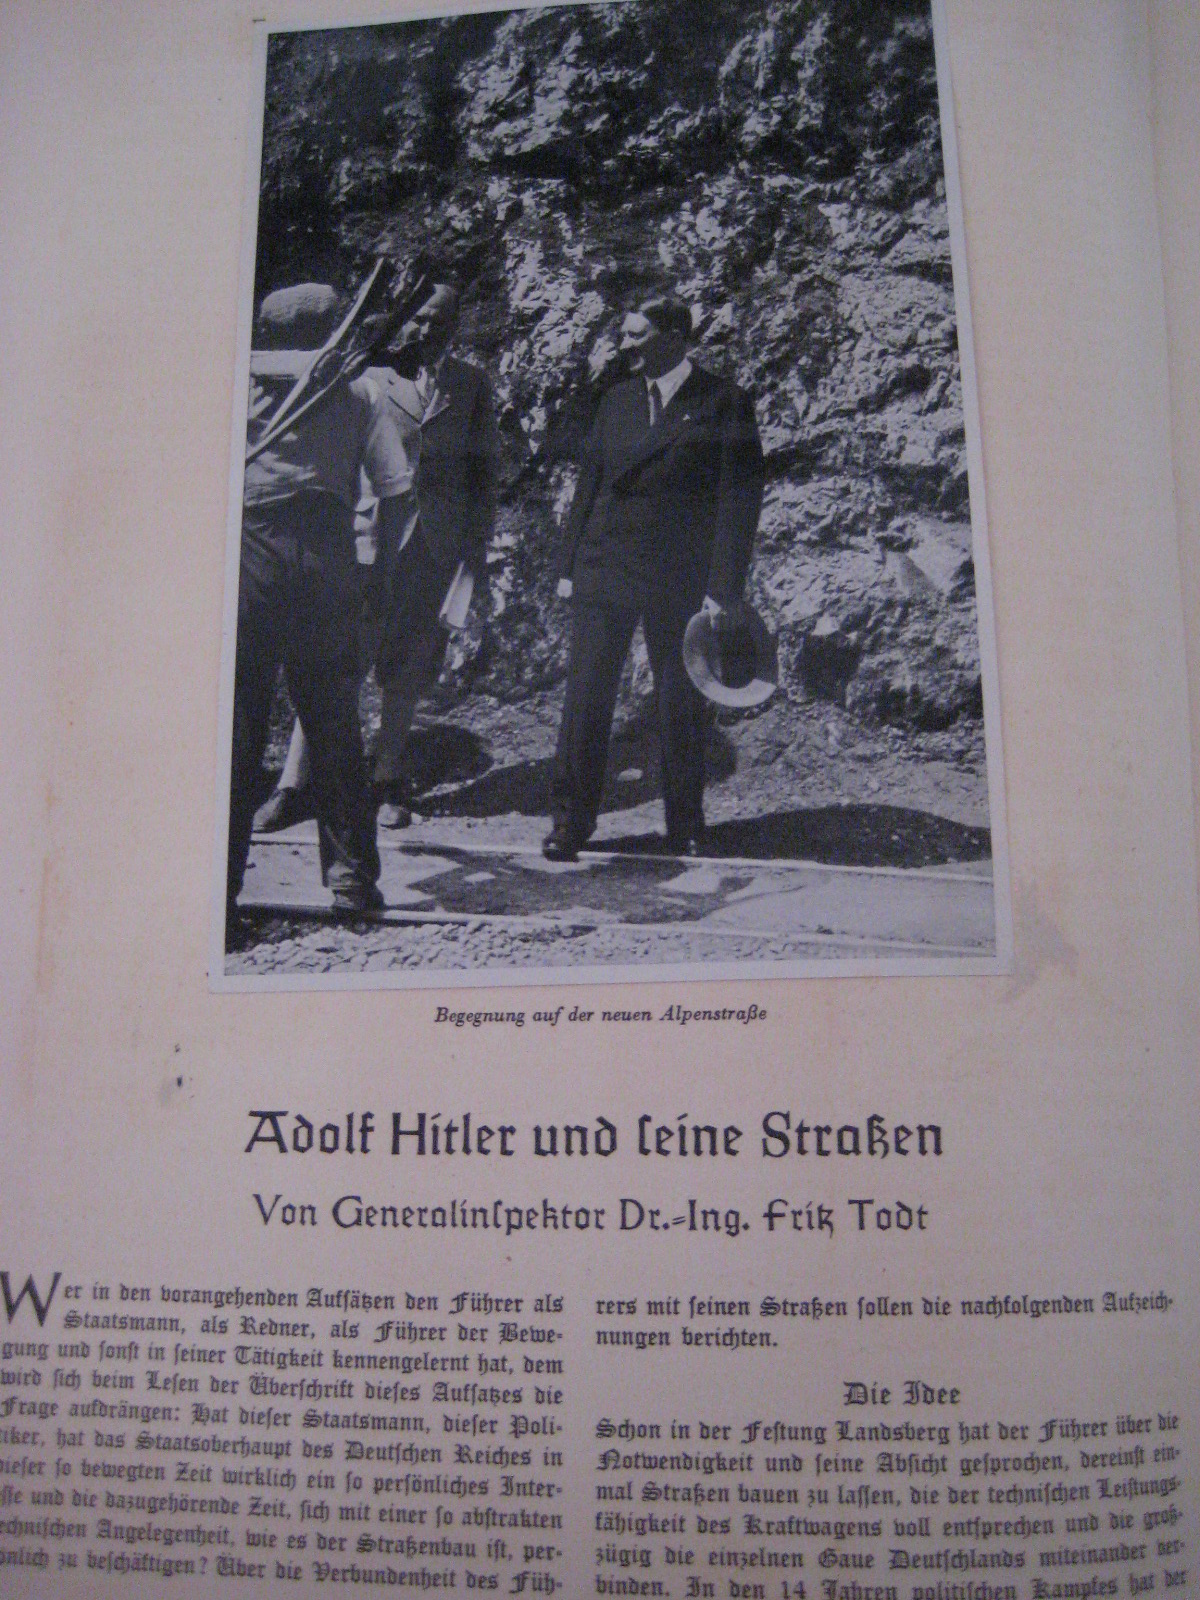 Begegnung auf der neuen Alpenstraße
Adolf Hitler und seine Straßen
Von Generalinspektor Dr.-Ing. Fritz Todt
Wer in den vorangehenden Aufsätzen den Führer als
Staatsmann, als Redner, als Führer der Bewe-
gung und sonst in seiner Tätigkeit kennengelernt hat, dem
wird sich beim Lesen der Überschrift dieses Aufsatzes die
Frage aufdrängen: Hat dieser Staatsmann, dieser Poli-
tiker, hat das Staatsoberhaupt des Deutschen Reiches in
dieser so bewegten Zeit wirklich ein so persönliches Inter-
esse und die dazugehörende Zeit, sich mit einer so abstrakten
technischen Angelegenheit, wie es der Straßenbau ist, per-
sönlich zu beschäftigen? Über die Verbundenheit des Füh-
rers mit seinen Straßen sollen die nachfolgenden Aufzeich-
nungen berichten.
Die Idee
Schon in der Festung Landsberg hat der Führer über die
Notwendigkeit und seine Absicht gesprochen, dereinst ein-
mal Straßen bauen zu lassen, die der technischen Leistungs-
fähigkeit des Kraftwagens voll entsprechen und die groß-
zügig die einzelnen Gaue Deutschlands miteinander ver-
binden. In den 14 Jahren politischen Kampfes hat der